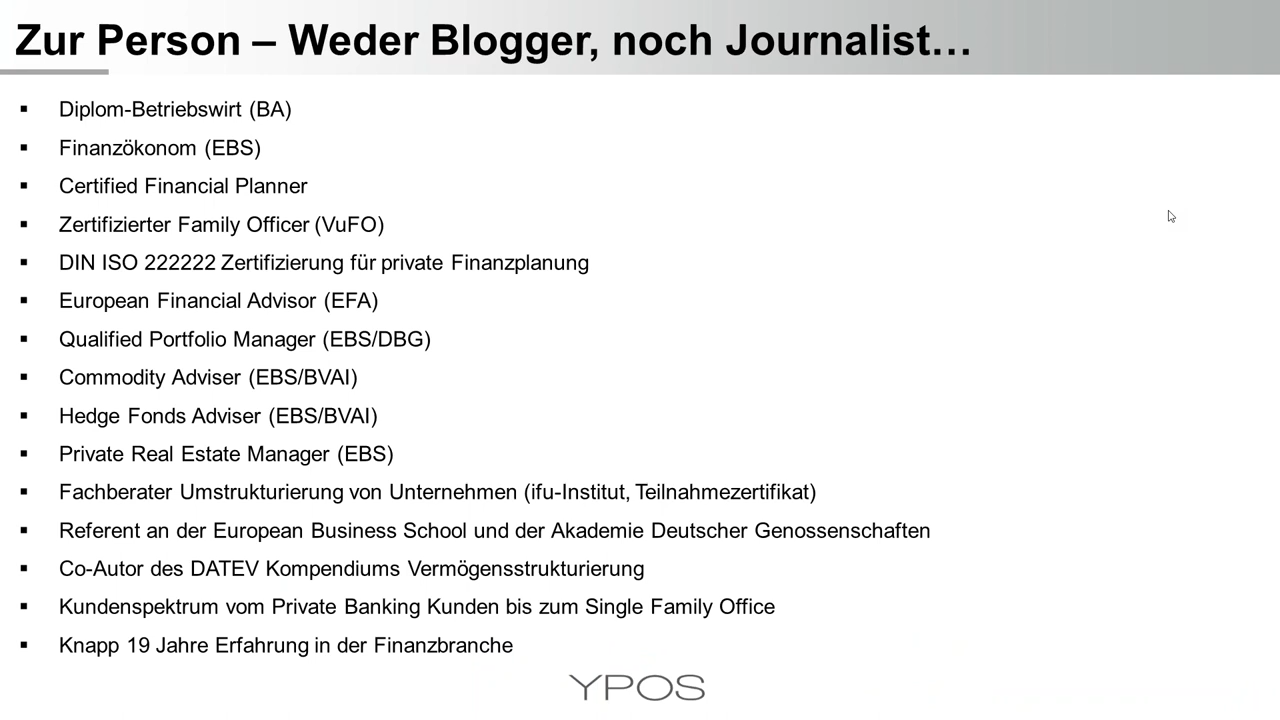 Zur Person – Weder Blogger, noch Journalist…
▪ Diplom-Betriebswirt (BA)
▪ Finanzökonom (EBS)
▪ Certified Financial Planner
▪ Zertifizierter Family Officer (VuFO)
▪ DIN ISO 222222 Zertifizierung für private Finanzplanung
▪ European Financial Advisor (EFA)
▪ Qualified Portfolio Manager (EBS/DBG)
▪ Commodity Adviser (EBS/BVAI)
▪ Hedge Fonds Adviser (EBS/BVAI)
▪ Private Real Estate Manager (EBS)
▪ Fachberater Umstrukturierung von Unternehmen (ifu-Institut, Teilnahmezertifikat)
▪ Referent an der European Business School und der Akademie Deutscher Genossenschaften
▪ Co-Autor des DATEV Kompendiums Vermögensstrukturierung
▪ Kundenspektrum vom Private Banking Kunden bis zum Single Family Office
▪ Knapp 19 Jahre Erfahrung in der Finanzbranche
YPOS